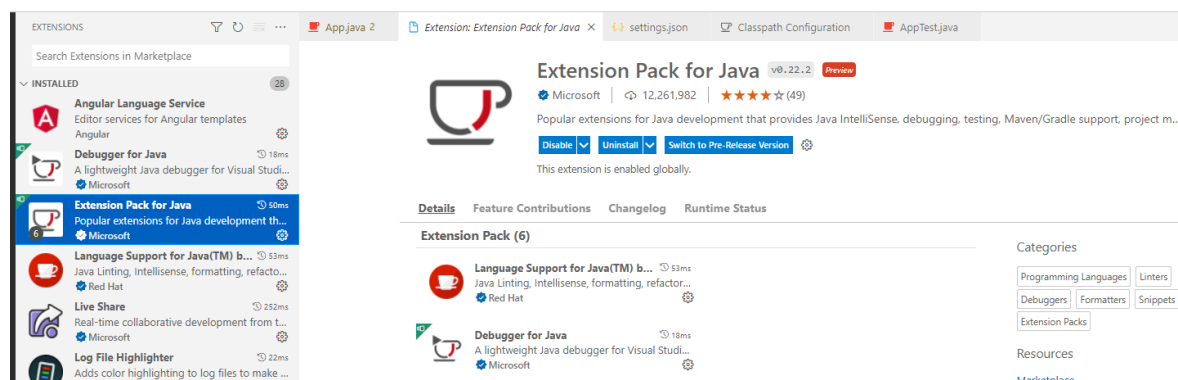 EXTENSIONS
Search Extensions in Marketplace
INSTALLED 28
Angular Language Service
Editor services for Angular templates
Angular
Debugger for Java 18ms
A lightweight Java debugger for Visual Studi...
Microsoft
Extension Pack for Java 50ms
Popular extensions for Java development th...
6 Microsoft
Language Support for Java(TM) b... 53ms
Java Linting, Intellisense, formatting, refacto...
Red Hat
Live Share 252ms
Real-time collaborative development from t...
Microsoft
Log File Highlighter 22ms
Adds color highlighting to log files to make ...
App.java 2 Extension: Extension Pack for Java settings.json Classpath Configuration AppTest.java
Extension Pack for Java v0.22.2 Preview
Microsoft 12,261,982 (49)
Popular extensions for Java development that provides Java IntelliSense, debugging, testing, Maven/Gradle support, project m...
Disable Uninstall Switch to Pre-Release Version
This extension is enabled globally.
Details Feature Contributions Changelog Runtime Status
Extension Pack (6)
Language Support for Java(TM) b... 53ms
Java Linting, Intellisense, formatting, refactor...
Red Hat
Debugger for Java 18ms
A lightweight Java debugger for Visual Studi...
Microsoft
Categories
Programming Languages Linters
Debuggers Formatters Snippets
Extension Packs
Resources
Marketplace